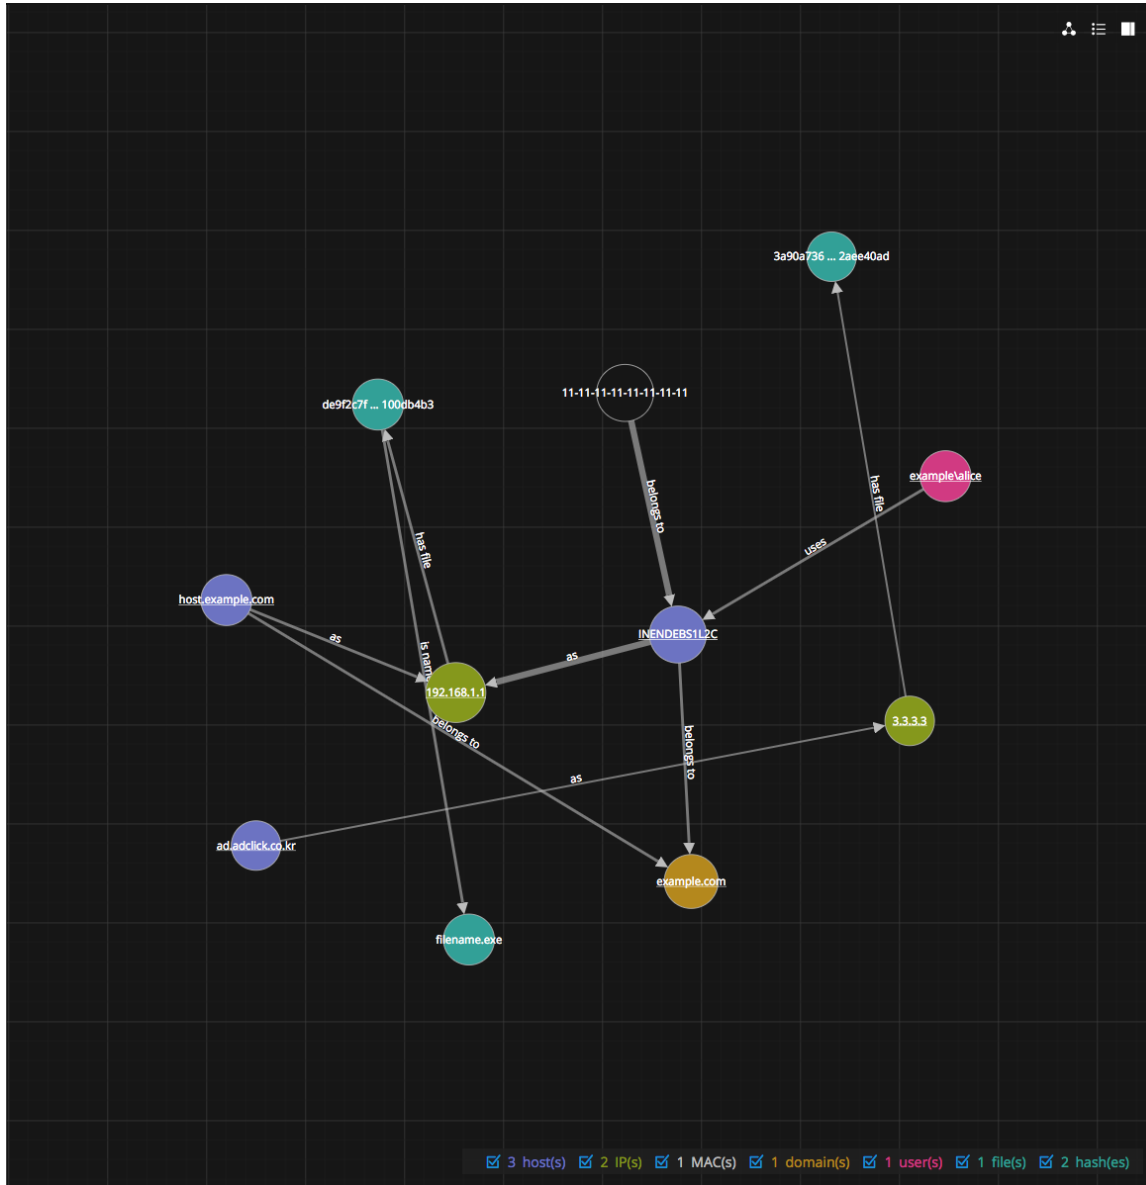 3a90a736 ... 2aee40ad
11-11-11-11-11-11-11-11
de9f2c7f ... 100db4b3
example\alice
has file
belongs to
has file
uses
host.example.com
as
INENDEBS1L2C
as
192.168.1.1
3.3.3.3
belongs to
belongs to
as
ad.adclick.co.kr
example.com
filename.exe
3 host(s) 2 IP(s) 1 MAC(s) 1 domain(s) 1 user(s) 1 file(s) 2 hash(es)